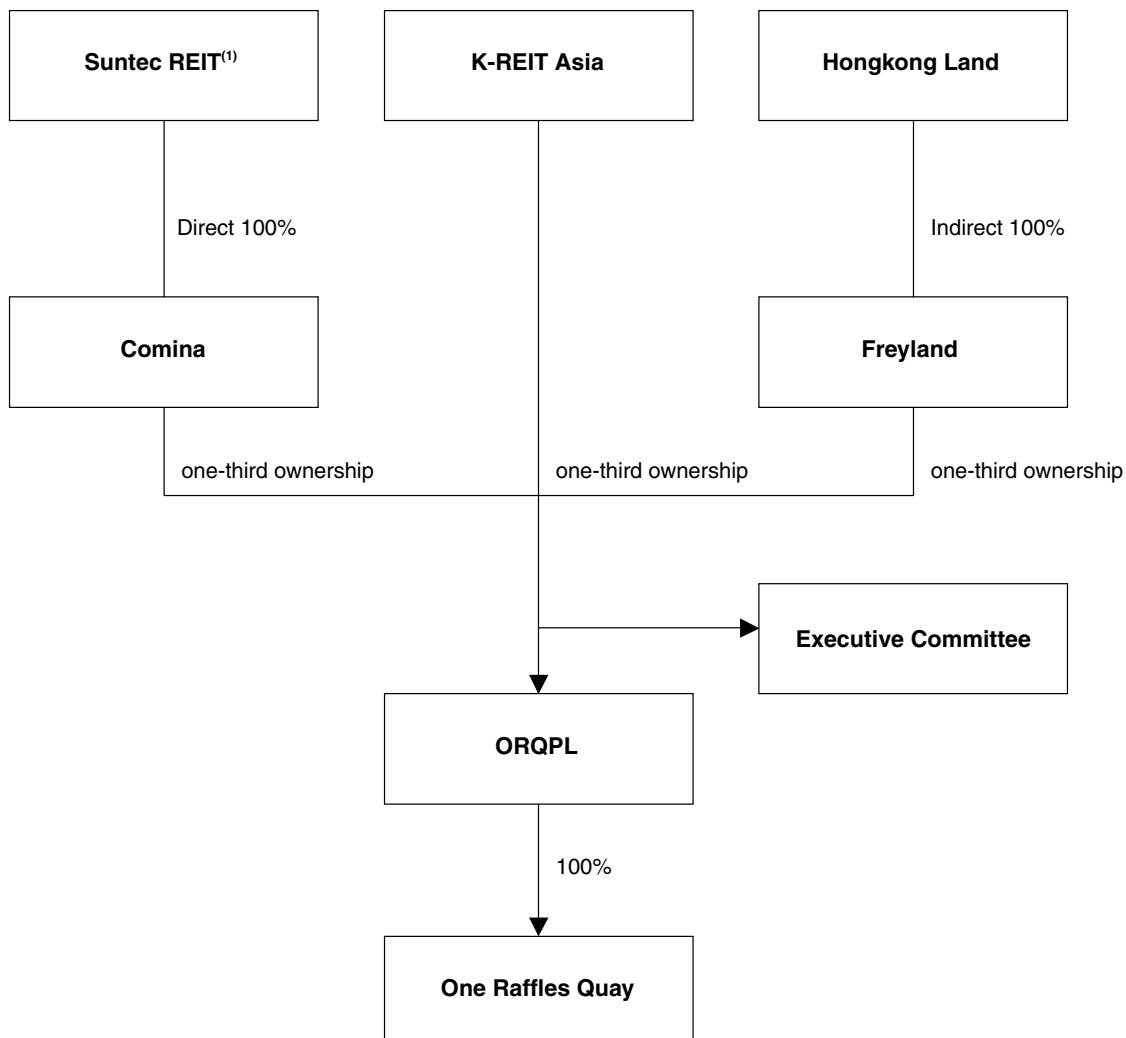 Suntec REIT(1)
K-REIT Asia
Hongkong Land
Direct 100%
Indirect 100%
Comina
Freyland
one-third ownership
one-third ownership
one-third ownership
Executive Committee
ORQPL
100%
One Raffles Quay